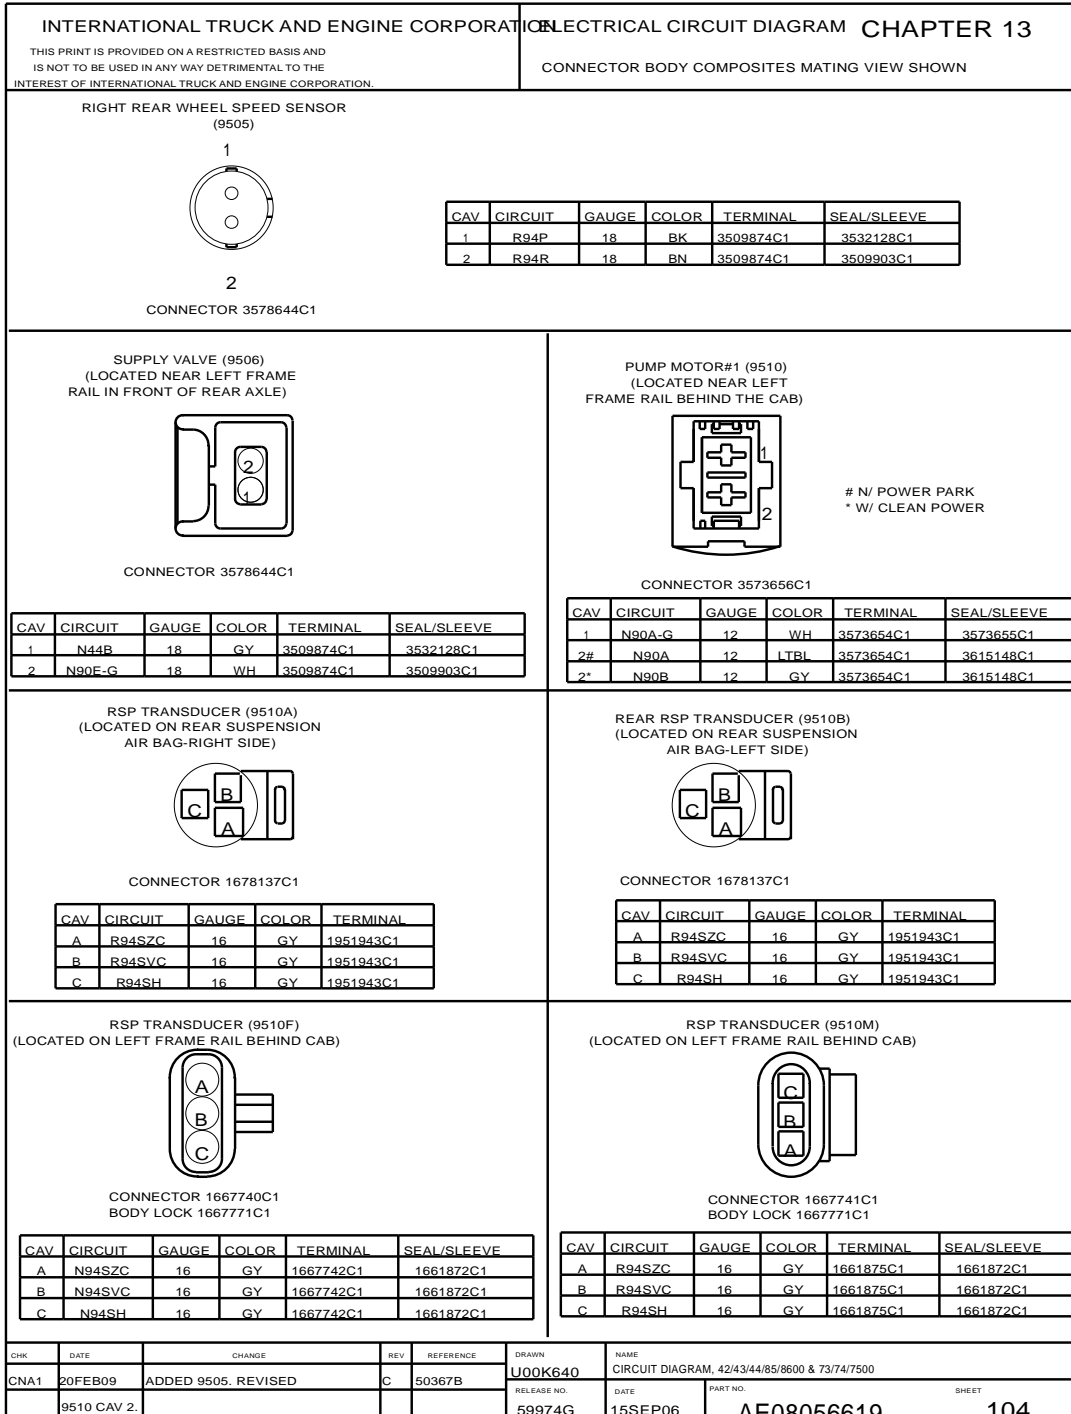 INTERNATIONAL TRUCK AND ENGINE CORPORATION
THIS PRINT IS PROVIDED ON A RESTRICTED BASIS AND
IS NOT TO BE USED IN ANY WAY DETRIMENTAL TO THE
INTEREST OF INTERNATIONAL TRUCK AND ENGINE CORPORATION.
ELECTRICAL CIRCUIT DIAGRAM CHAPTER 13
CONNECTOR BODY COMPOSITES MATING VIEW SHOWN
RIGHT REAR WHEEL SPEED SENSOR
(9505)
1
2
CONNECTOR 3578644C1
CAV CIRCUIT GAUGE COLOR TERMINAL SEAL/SLEEVE
1 R94P 18 BK 3509874C1 3532128C1
2 R94R 18 BN 3509874C1 3509903C1
SUPPLY VALVE (9506)
(LOCATED NEAR LEFT FRAME
RAIL IN FRONT OF REAR AXLE)
2
1
CONNECTOR 3578644C1
CAV CIRCUIT GAUGE COLOR TERMINAL SEAL/SLEEVE
1 N44B 18 GY 3509874C1 3532128C1
2 N90E-G 18 WH 3509874C1 3509903C1
PUMP MOTOR#1 (9510)
(LOCATED NEAR LEFT
FRAME RAIL BEHIND THE CAB)
1
2
# N/ POWER PARK
* W/ CLEAN POWER
CONNECTOR 3573656C1
CAV CIRCUIT GAUGE COLOR TERMINAL SEAL/SLEEVE
1 N90A-G 12 WH 3573654C1 3573655C1
2# N90A 12 LTBL 3573654C1 3615148C1
2* N90B 12 GY 3573654C1 3615148C1
RSP TRANSDUCER (9510A)
(LOCATED ON REAR SUSPENSION
AIR BAG-RIGHT SIDE)
B
C
A
CONNECTOR 1678137C1
CAV CIRCUIT GAUGE COLOR TERMINAL
A R94SZC 16 GY 1951943C1
B R94SVC 16 GY 1951943C1
C R94SH 16 GY 1951943C1
REAR RSP TRANSDUCER (9510B)
(LOCATED ON REAR SUSPENSION
AIR BAG-LEFT SIDE)
B
C
A
CONNECTOR 1678137C1
CAV CIRCUIT GAUGE COLOR TERMINAL
A R94SZC 16 GY 1951943C1
B R94SVC 16 GY 1951943C1
C R94SH 16 GY 1951943C1
RSP TRANSDUCER (9510F)
(LOCATED ON LEFT FRAME RAIL BEHIND CAB)
A
B
C
CONNECTOR 1667740C1
BODY LOCK 1667771C1
CAV CIRCUIT GAUGE COLOR TERMINAL SEAL/SLEEVE
A N94SZC 16 GY 1667742C1 1661872C1
B N94SVC 16 GY 1667742C1 1661872C1
C N94SH 16 GY 1667742C1 1661872C1
RSP TRANSDUCER (9510M)
(LOCATED ON LEFT FRAME RAIL BEHIND CAB)
C
B
A
CONNECTOR 1667741C1
BODY LOCK 1667771C1
CAV CIRCUIT GAUGE COLOR TERMINAL SEAL/SLEEVE
A R94SZC 16 GY 1661875C1 1661872C1
B R94SVC 16 GY 1661875C1 1661872C1
C R94SH 16 GY 1661875C1 1661872C1
CHK DATE CHANGE REV REFERENCE
CNA1 20FEB09 ADDED 9505. REVISED C 50367B
9510 CAV 2.
DRAWN
U00K640
NAME
CIRCUIT DIAGRAM, 42/43/44/85/8600 & 73/74/7500
RELEASE NO.
59974G
DATE
15SEP06
PART NO.
AE08056619
SHEET
104